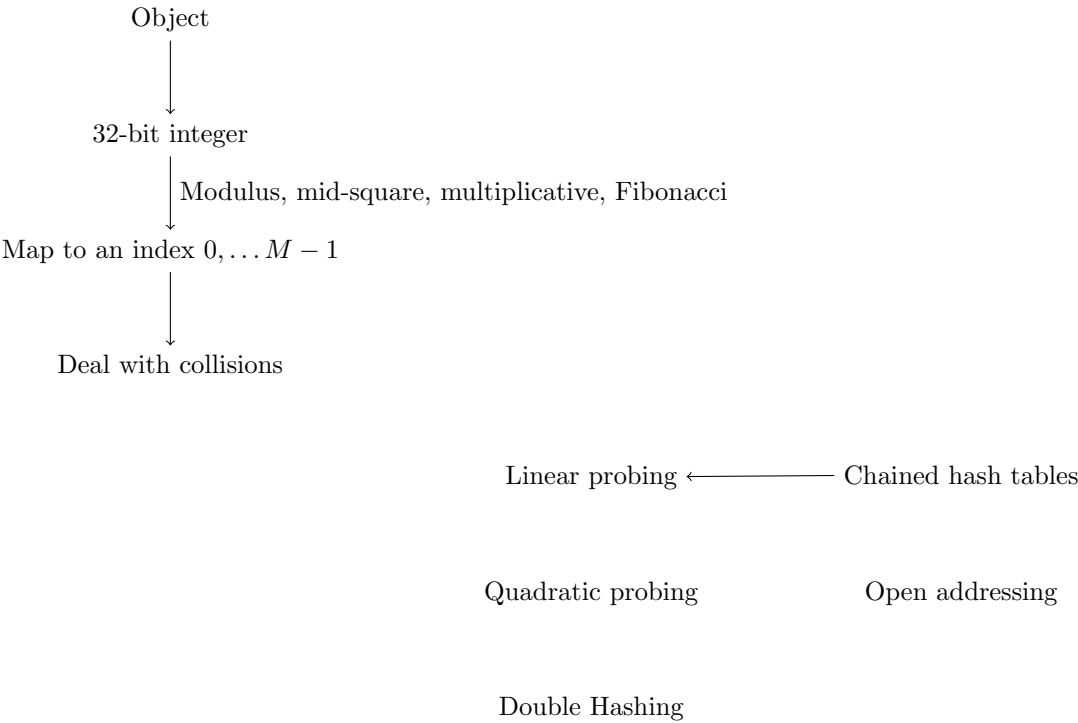 Object
32-bit integer
Modulus, mid-square, multiplicative, Fibonacci
Map to an index 0, … M − 1
Deal with collisions
Linear probing
Chained hash tables
Quadratic probing
Open addressing
Double Hashing